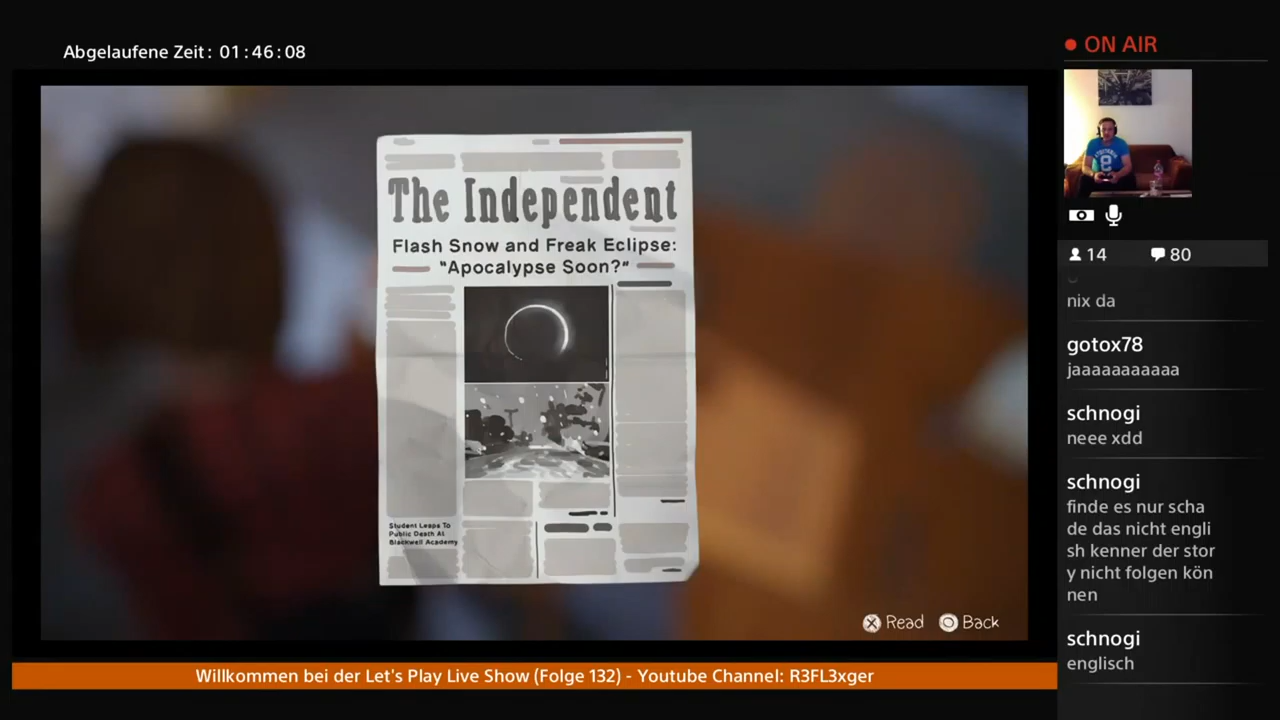 Abgelaufene Zeit: 01:46:08
ON AIR
The Independent
Flash Snow and Freak Eclipse:
"Apocalypse Soon?"
Student Leaps To
Public Death At
Blackwell Academy
Read Back
14 80
nix da
gotox78
jaaaaaaaaaaa
schnogi
neee xdd
schnogi
finde es nur scha
de das nicht engli
sh kenner der stor
y nicht folgen kön
nen
schnogi
englisch
Willkommen bei der Let's Play Live Show (Folge 132) - Youtube Channel: R3FL3xger